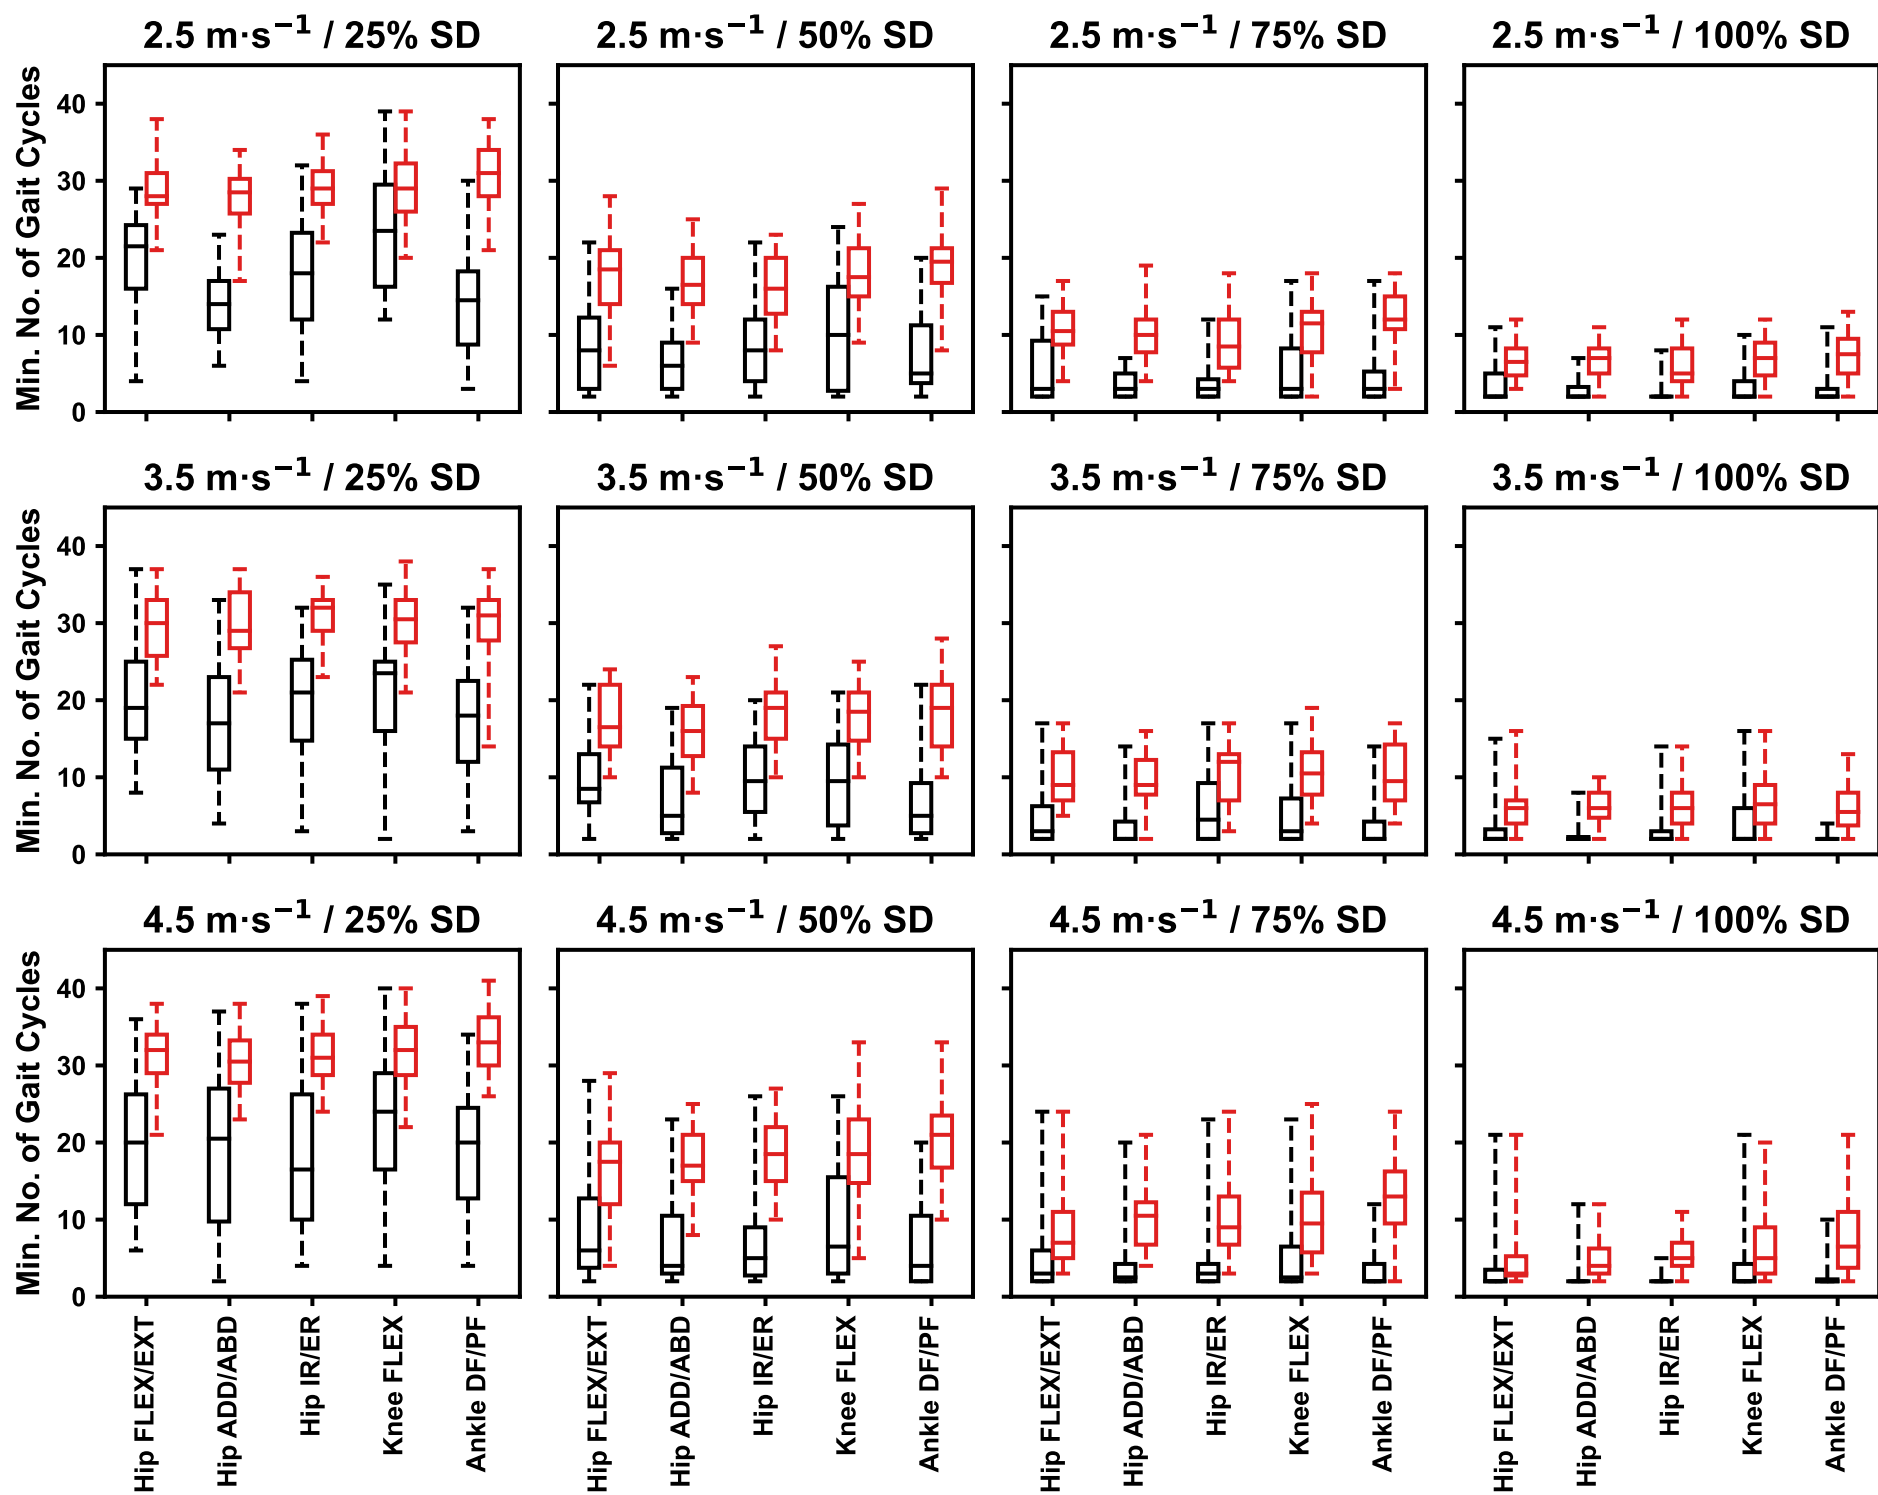 2.5 m·s⁻¹ / 25% SD
2.5 m·s⁻¹ / 50% SD
2.5 m·s⁻¹ / 75% SD
2.5 m·s⁻¹ / 100% SD
Min. No. of Gait Cycles
40
30
20
10
0
3.5 m·s⁻¹ / 25% SD
3.5 m·s⁻¹ / 50% SD
3.5 m·s⁻¹ / 75% SD
3.5 m·s⁻¹ / 100% SD
Min. No. of Gait Cycles
40
30
20
10
0
4.5 m·s⁻¹ / 25% SD
4.5 m·s⁻¹ / 50% SD
4.5 m·s⁻¹ / 75% SD
4.5 m·s⁻¹ / 100% SD
Min. No. of Gait Cycles
40
30
20
10
0
Hip FLEX/EXT
Hip ADD/ABD
Hip IR/ER
Knee FLEX
Ankle DF/PF
Hip FLEX/EXT
Hip ADD/ABD
Hip IR/ER
Knee FLEX
Ankle DF/PF
Hip FLEX/EXT
Hip ADD/ABD
Hip IR/ER
Knee FLEX
Ankle DF/PF
Hip FLEX/EXT
Hip ADD/ABD
Hip IR/ER
Knee FLEX
Ankle DF/PF